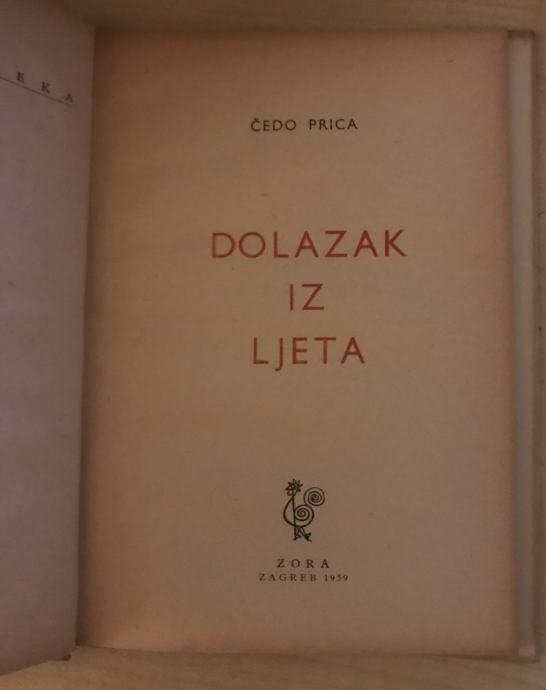 E K A
ČEDO PRICA
DOLAZAK
IZ
LJETA
ZORA
ZAGREB 1959